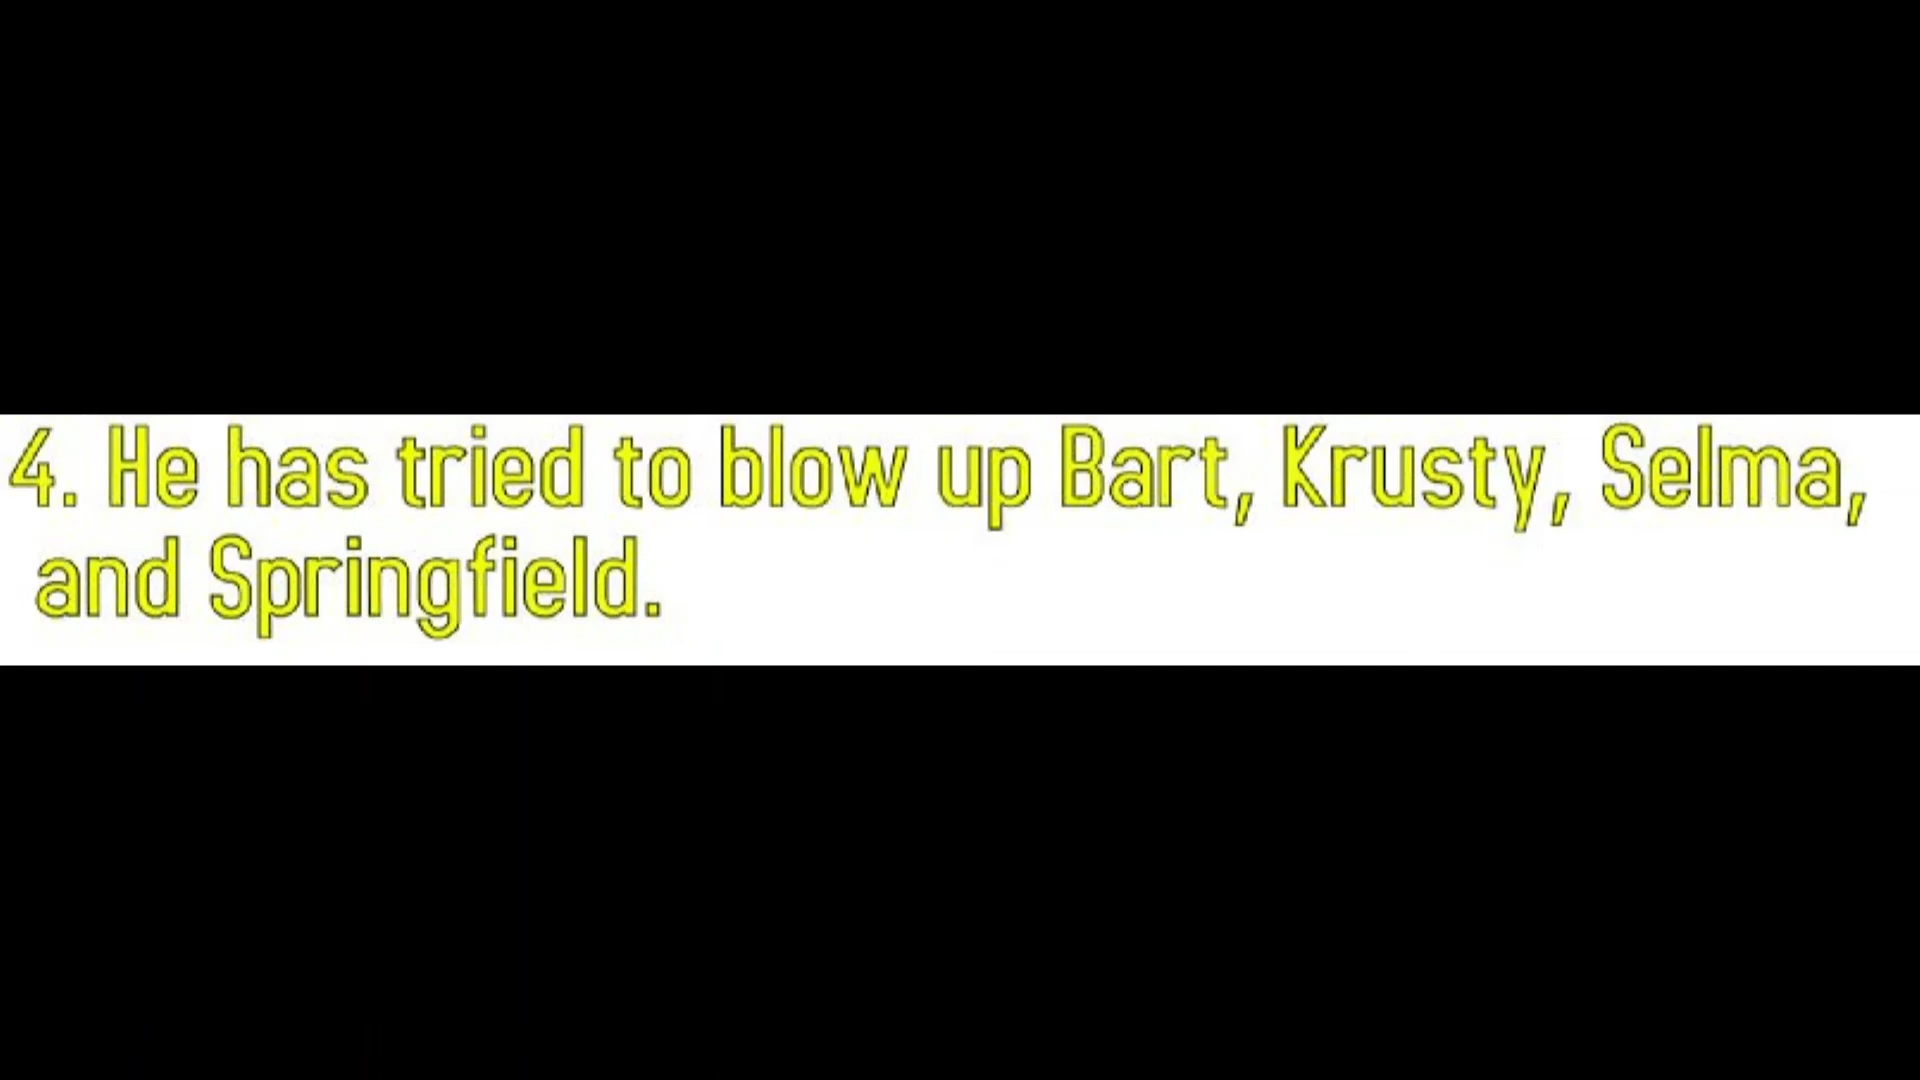 4. He has tried to blow up Bart, Krusty, Selma,
and Springfield.